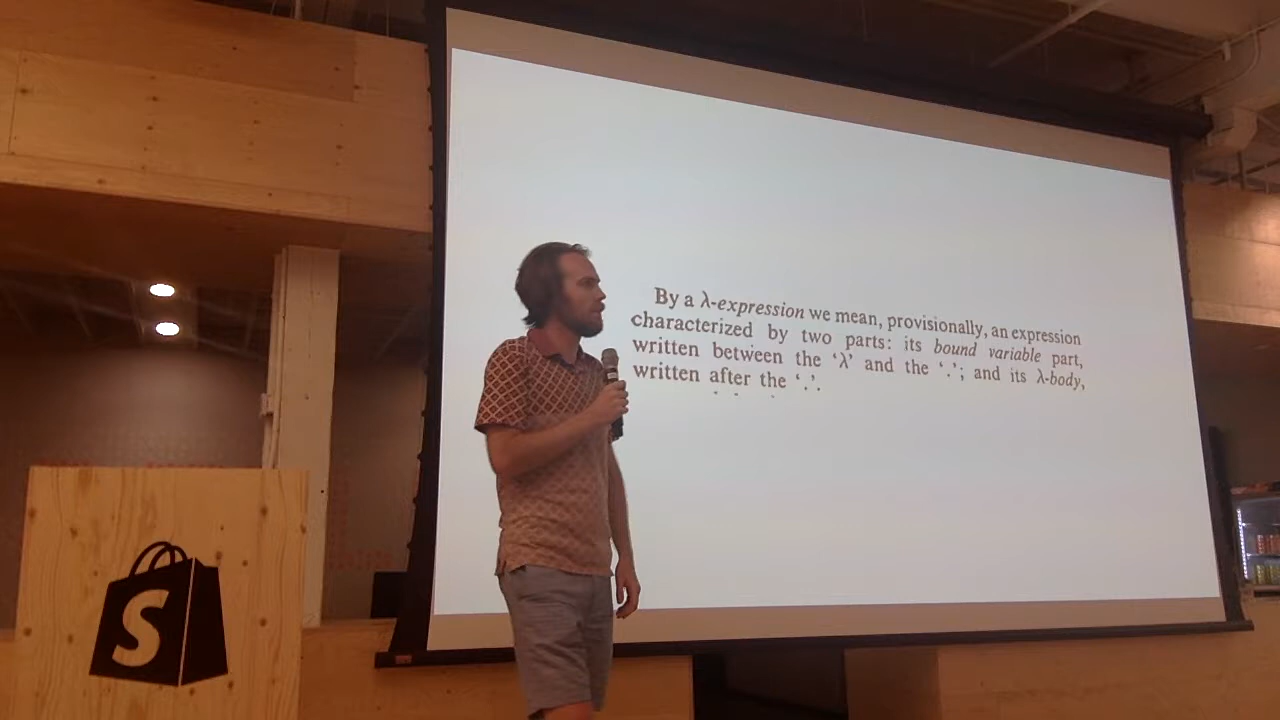 By a λ-expression we mean, provisionally, an expression
characterized by two parts: its bound variable part,
written between the ‘λ’ and the ‘.’; and its λ-body,
written after the ‘.’.
S